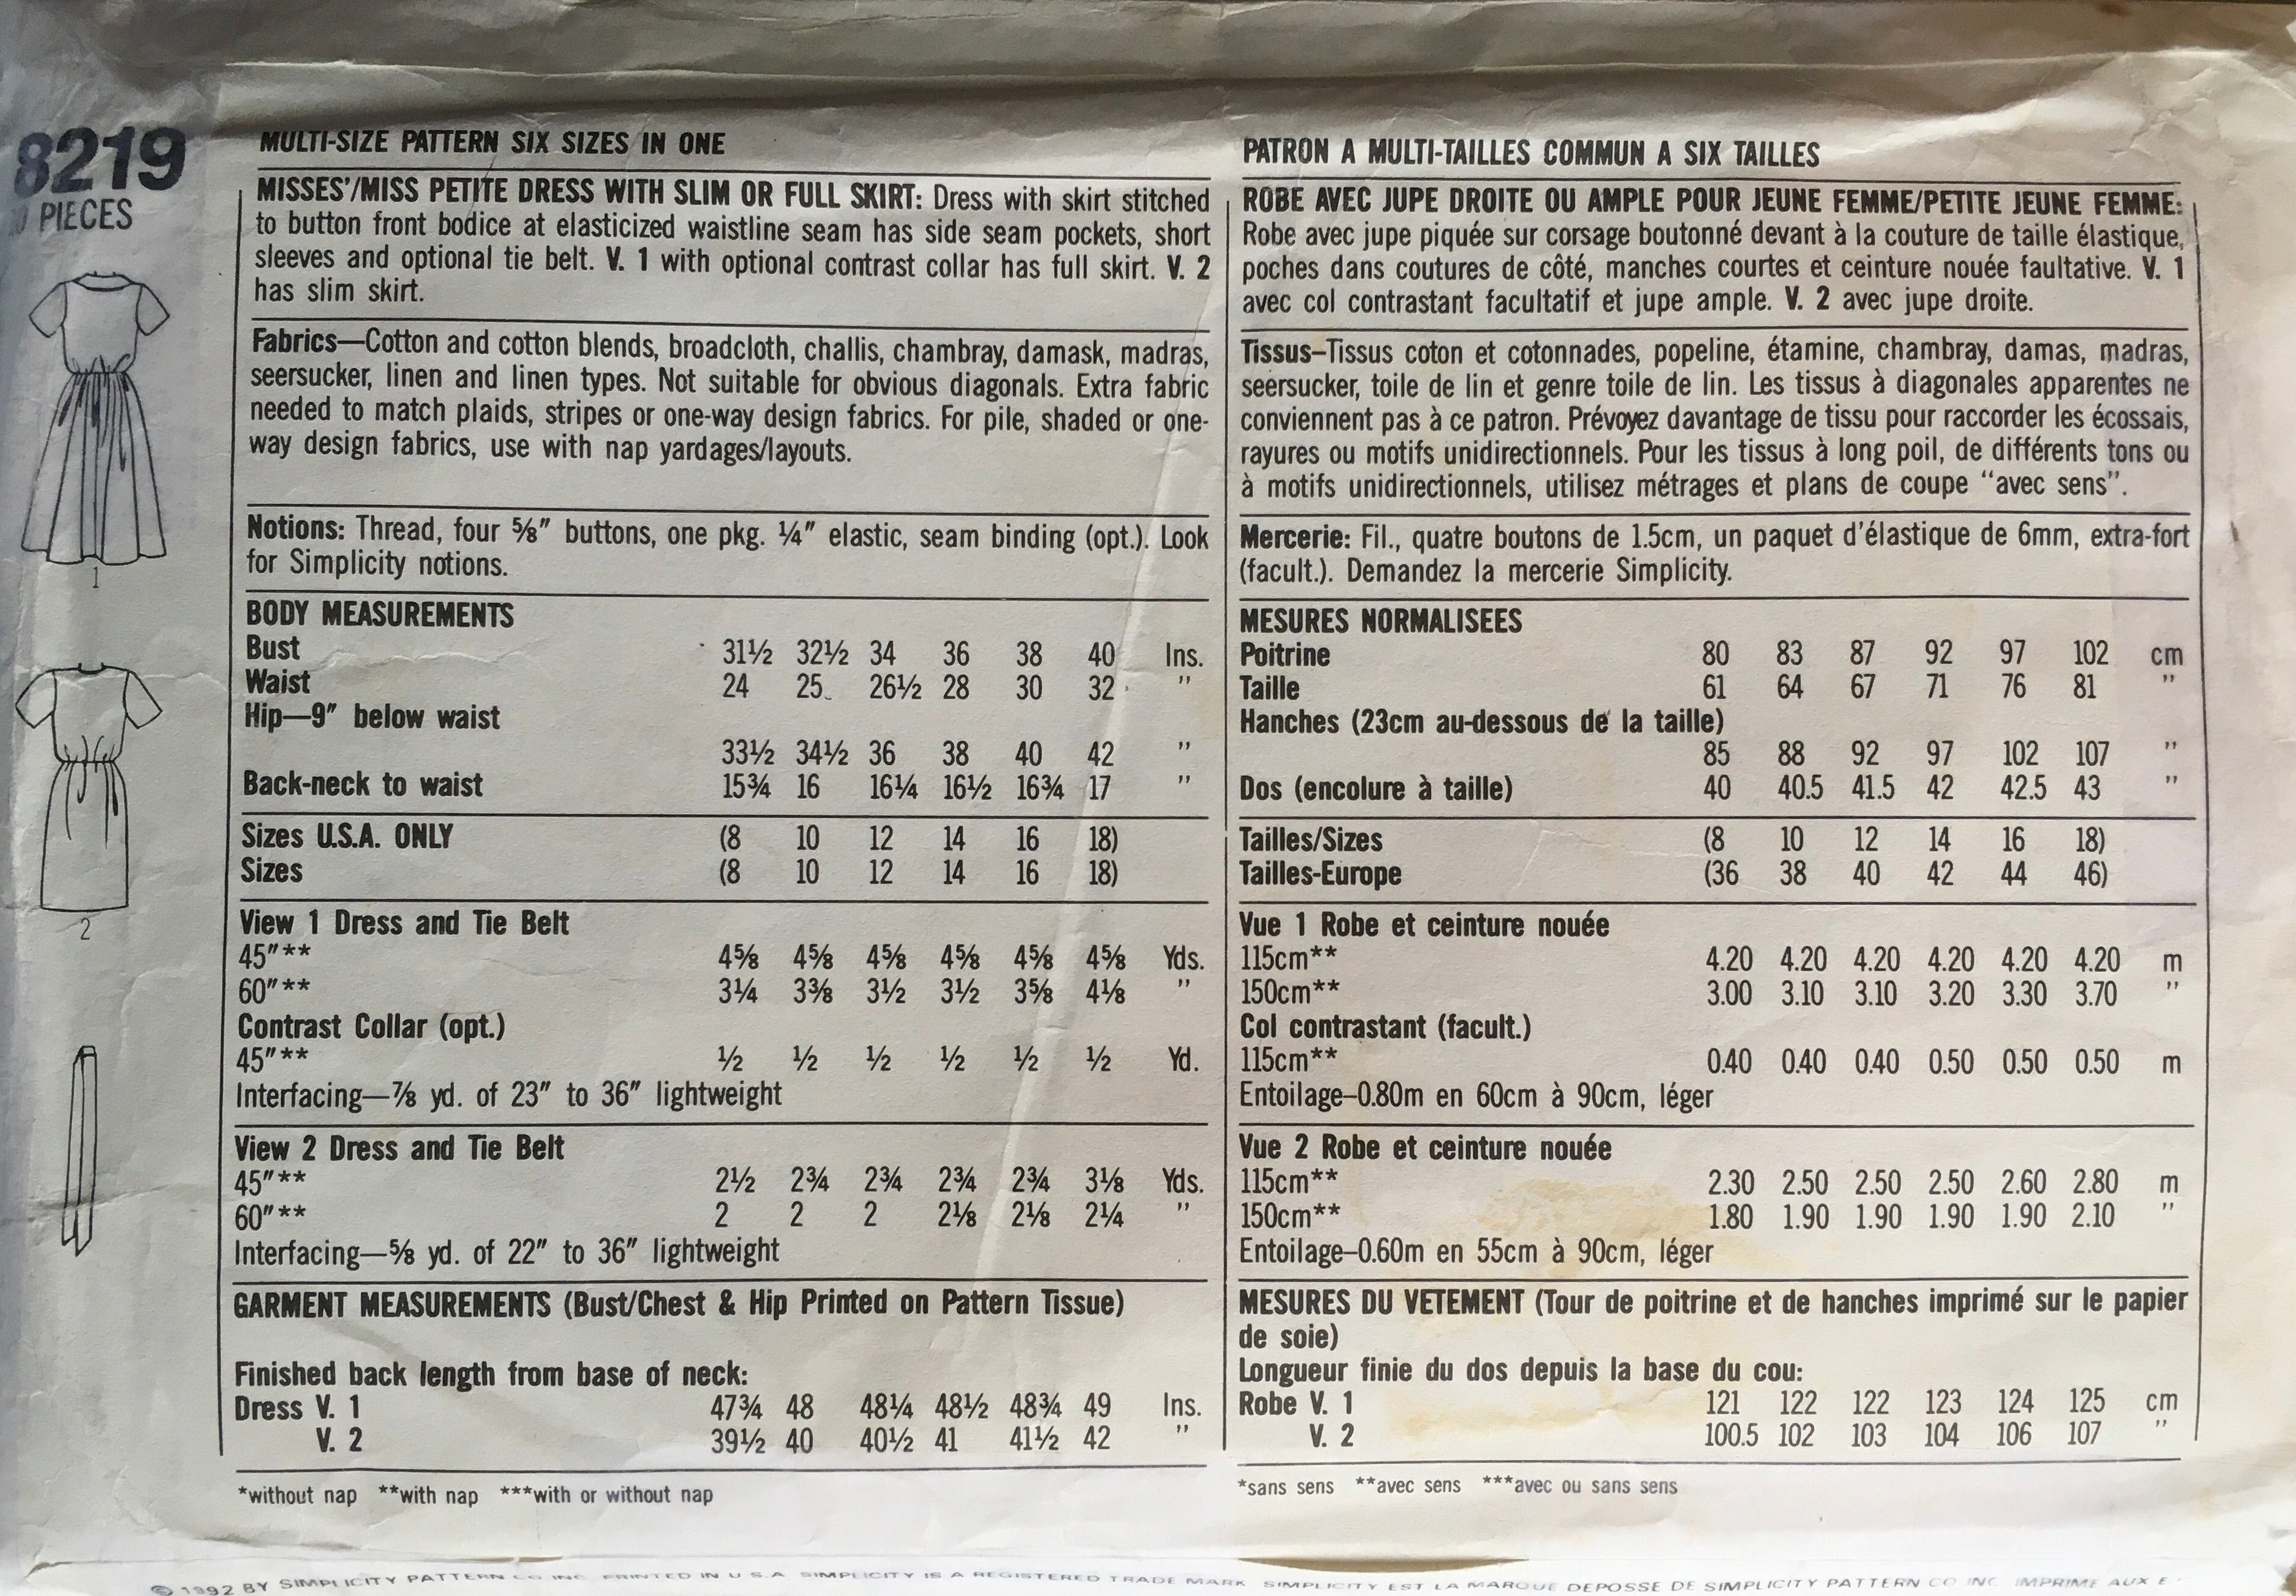 8219
PIECES
1
2
MULTI-SIZE PATTERN SIX SIZES IN ONE
MISSES'/MISS PETITE DRESS WITH SLIM OR FULL SKIRT: Dress with skirt stitched
to button front bodice at elasticized waistline seam has side seam pockets, short
sleeves and optional tie belt. V. 1 with optional contrast collar has full skirt. V. 2
has slim skirt.
Fabrics—Cotton and cotton blends, broadcloth, challis, chambray, damask, madras,
seersucker, linen and linen types. Not suitable for obvious diagonals. Extra fabric
needed to match plaids, stripes or one-way design fabrics. For pile, shaded or one-
way design fabrics, use with nap yardages/layouts.
Notions: Thread, four ⅝" buttons, one pkg. ¼" elastic, seam binding (opt.). Look
for Simplicity notions.
BODY MEASUREMENTS
Bust 31½ 32½ 34 36 38 40 Ins.
Waist 24 25 26½ 28 30 32 "
Hip—9" below waist
33½ 34½ 36 38 40 42 "
Back-neck to waist 15¾ 16 16¼ 16½ 16¾ 17 "
Sizes U.S.A. ONLY (8 10 12 14 16 18)
Sizes (8 10 12 14 16 18)
View 1 Dress and Tie Belt
45"** 4⅝ 4⅝ 4⅝ 4⅝ 4⅝ 4⅝ Yds.
60"** 3¼ 3⅜ 3½ 3½ 3⅝ 4⅛ "
Contrast Collar (opt.)
45"** ½ ½ ½ ½ ½ ½ Yd.
Interfacing—⅞ yd. of 23" to 36" lightweight
View 2 Dress and Tie Belt
45"** 2½ 2¾ 2¾ 2¾ 2¾ 3⅛ Yds.
60"** 2 2 2 2⅛ 2⅛ 2¼ "
Interfacing—⅝ yd. of 22" to 36" lightweight
GARMENT MEASUREMENTS (Bust/Chest & Hip Printed on Pattern Tissue)
Finished back length from base of neck:
Dress V. 1 47¾ 48 48¼ 48½ 48¾ 49 Ins.
V. 2 39½ 40 40½ 41 41½ 42 "
*without nap **with nap ***with or without nap
PATRON A MULTI-TAILLES COMMUN A SIX TAILLES
ROBE AVEC JUPE DROITE OU AMPLE POUR JEUNE FEMME/PETITE JEUNE FEMME:
Robe avec jupe piquée sur corsage boutonné devant à la couture de taille élastique,
poches dans coutures de côté, manches courtes et ceinture nouée faultative. V. 1
avec col contrastant facultatif et jupe ample. V. 2 avec jupe droite.
Tissus–Tissus coton et cotonnades, popeline, étamine, chambray, damas, madras,
seersucker, toile de lin et genre toile de lin. Les tissus à diagonales apparentes ne
conviennent pas à ce patron. Prévoyez davantage de tissu pour raccorder les écossais,
rayures ou motifs unidirectionnels. Pour les tissus à long poil, de différents tons ou
à motifs unidirectionnels, utilisez métrages et plans de coupe "avec sens".
Mercerie: Fil., quatre boutons de 1.5cm, un paquet d'élastique de 6mm, extra-fort
(facult.). Demandez la mercerie Simplicity.
MESURES NORMALISEES
Poitrine 80 83 87 92 97 102 cm
Taille 61 64 67 71 76 81 "
Hanches (23cm au-dessous de la taille)
85 88 92 97 102 107 "
Dos (encolure à taille) 40 40.5 41.5 42 42.5 43 "
Tailles/Sizes (8 10 12 14 16 18)
Tailles-Europe (36 38 40 42 44 46)
Vue 1 Robe et ceinture nouée
115cm** 4.20 4.20 4.20 4.20 4.20 4.20 m
150cm** 3.00 3.10 3.10 3.20 3.30 3.70 "
Col contrastant (facult.)
115cm** 0.40 0.40 0.40 0.50 0.50 0.50 m
Entoilage–0.80m en 60cm à 90cm, léger
Vue 2 Robe et ceinture nouée
115cm** 2.30 2.50 2.50 2.50 2.60 2.80 m
150cm** 1.80 1.90 1.90 1.90 1.90 2.10 "
Entoilage–0.60m en 55cm à 90cm, léger
MESURES DU VETEMENT (Tour de poitrine et de hanches imprimé sur le papier
de soie)
Longueur finie du dos depuis la base du cou:
Robe V. 1 121 122 122 123 124 125 cm
V. 2 100.5 102 103 104 106 107 "
*sans sens **avec sens ***avec ou sans sens
© 1992 BY SIMPLICITY PATTERN CO INC PRINTED IN U S A SIMPLICITY IS A REGISTERED TRADE MARK SIMPLICITY EST LA MARQUE DEPOSSE DE SIMPLICITY PATTERN CO INC IMPRIME AUX